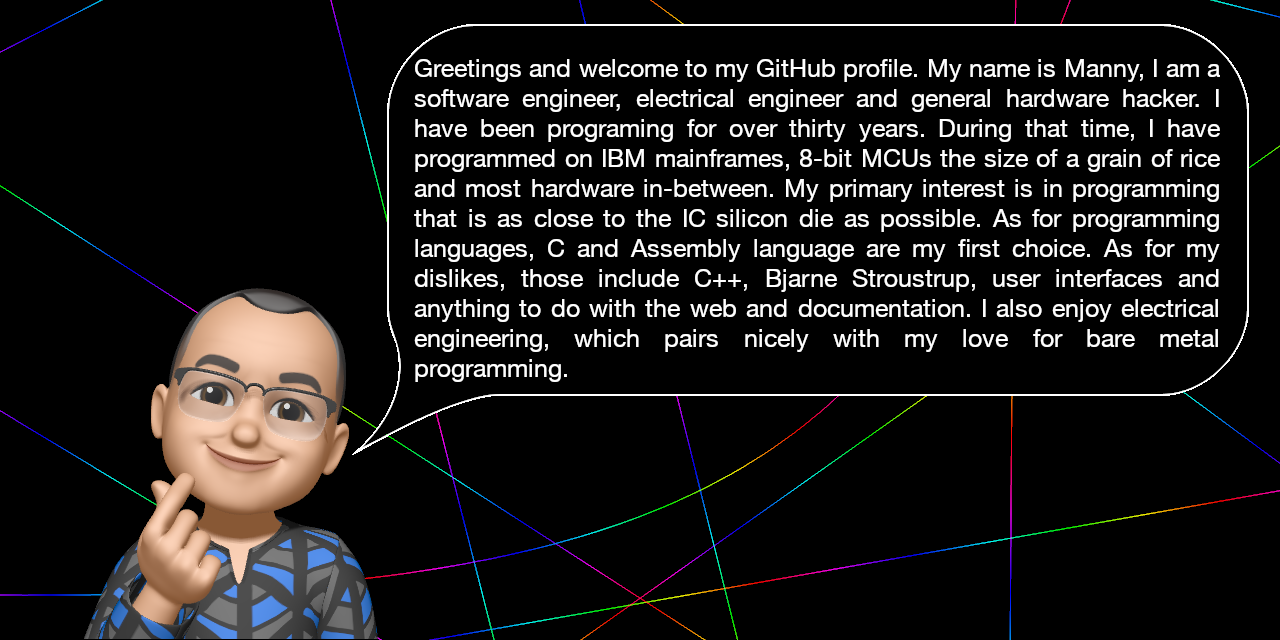 Greetings and welcome to my GitHub profile. My name is Manny, I am a
software engineer, electrical engineer and general hardware hacker. I
have been programing for over thirty years. During that time, I have
programmed on IBM mainframes, 8-bit MCUs the size of a grain of rice
and most hardware in-between. My primary interest is in programming
that is as close to the IC silicon die as possible. As for programming
languages, C and Assembly language are my first choice. As for my
dislikes, those include C++, Bjarne Stroustrup, user interfaces and
anything to do with the web and documentation. I also enjoy electrical
engineering, which pairs nicely with my love for bare metal
programming.